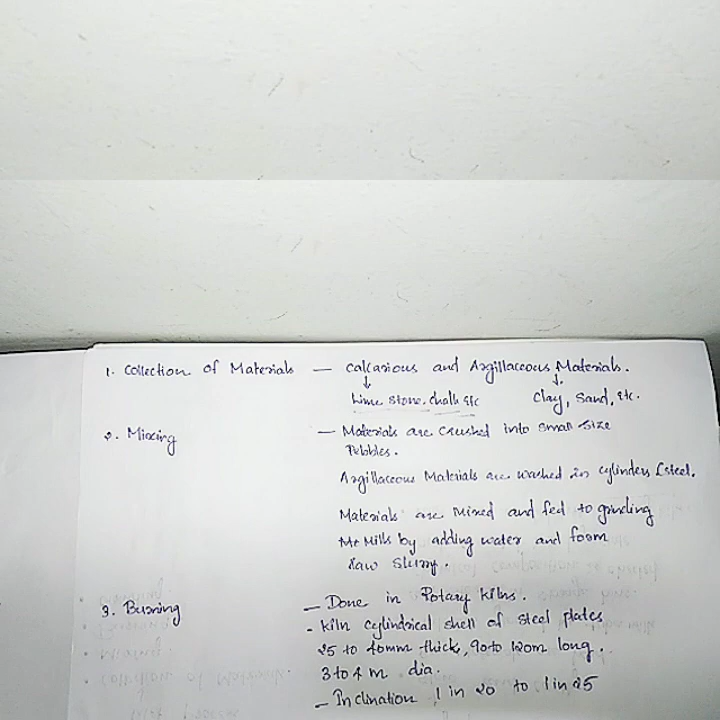 1. Collection of Materials — Calcarious and Argillaceous Materials.
↓ ↓
Lime stone, chalk etc Clay, Sand, etc.
2. Mixing — Materials are Crushed into Small Size
Pebbles.
Argillaceous Materials are washed in cylinders (steel.
Materials are Mixed and fed to grinding
Mills by adding water and form
Raw Slurry.
3. Burning — Done in Rotary Kilns.
- Kiln cylindrical shell of Steel plates
25 to 40mm thick, 90 to 120m long.
3 to 4 m dia.
— Inclination 1 in 20 to 1 in 25